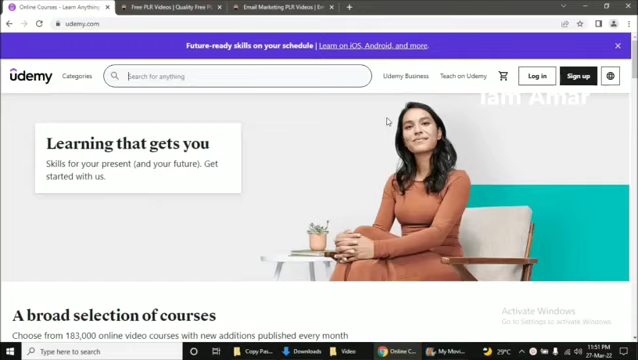 Online Courses - Learn Anything
Free PLR Videos | Quality Free P
Email Marketing PLR Videos | Em
udemy.com
Future-ready skills on your schedule | Learn on iOS, Android, and more.
udemy
Categories
Search for anything
Udemy Business
Teach on Udemy
Log in
Sign up
Iam Amar
Learning that gets you
Skills for your present (and your future). Get
started with us.
A broad selection of courses
Choose from 183,000 online video courses with new additions published every month
Activate Windows
Go to Settings to activate Windows.
Type here to search
Copy Pas...
Downloads
Video
Online C...
My Movi...
29°C
11:51 PM
27-Mar-22